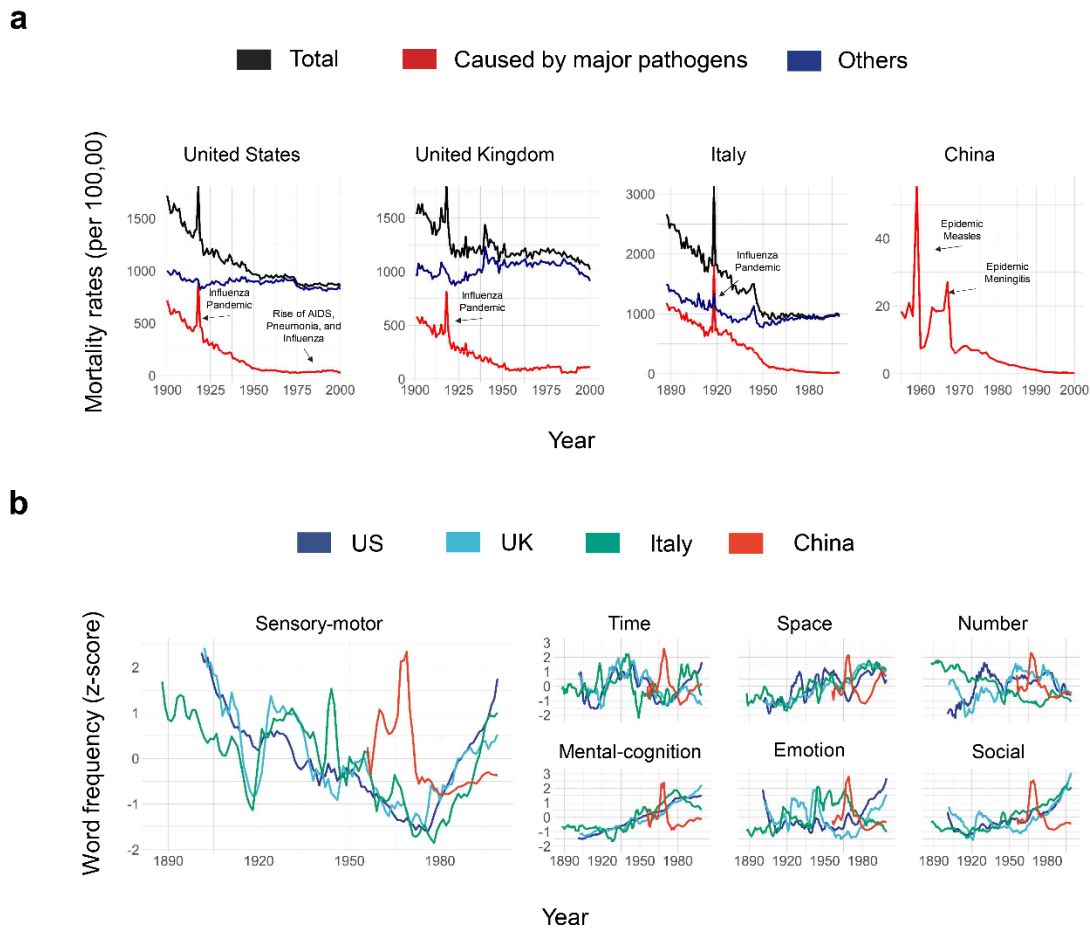 a
Total Caused by major pathogens Others
Mortality rates (per 100,00)
United States United Kingdom Italy China
1500
1000
500
0
Influenza
Pandemic
Rise of AIDS,
Pneumonia, and
Influenza
1900 1925 1950 1975 2000
1500
1000
500
0
Influenza
Pandemic
1900 1925 1950 1975 2000
3000
2000
1000
0
Influenza
Pandemic
1890 1920 1950 1980
40
20
0
Epidemic
Measles
Epidemic
Meningitis
1960 1970 1980 1990 2000
Year
b
US UK Italy China
Word frequency (z-score)
Sensory-motor
2
1
0
-1
-2
1890 1920 1950 1980
Time Space Number
3
2
1
0
-1
-2
Mental-cognition Emotion Social
3
2
1
0
-1
-2
1890 1920 1950 1980 1890 1920 1950 1980 1890 1920 1950 1980
Year